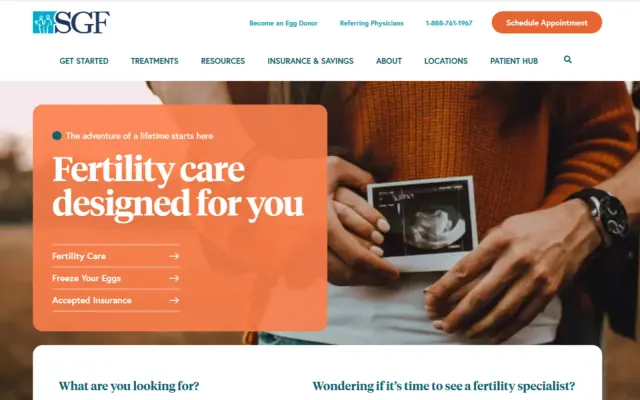 SGF
Become an Egg Donor
Referring Physicians
1-888-761-1967
Schedule Appointment
GET STARTED
TREATMENTS
RESOURCES
INSURANCE & SAVINGS
ABOUT
LOCATIONS
PATIENT HUB
The adventure of a lifetime starts here
Fertility care
designed for you
Fertility Care
Freeze Your Eggs
Accepted Insurance
What are you looking for?
Wondering if it's time to see a fertility specialist?